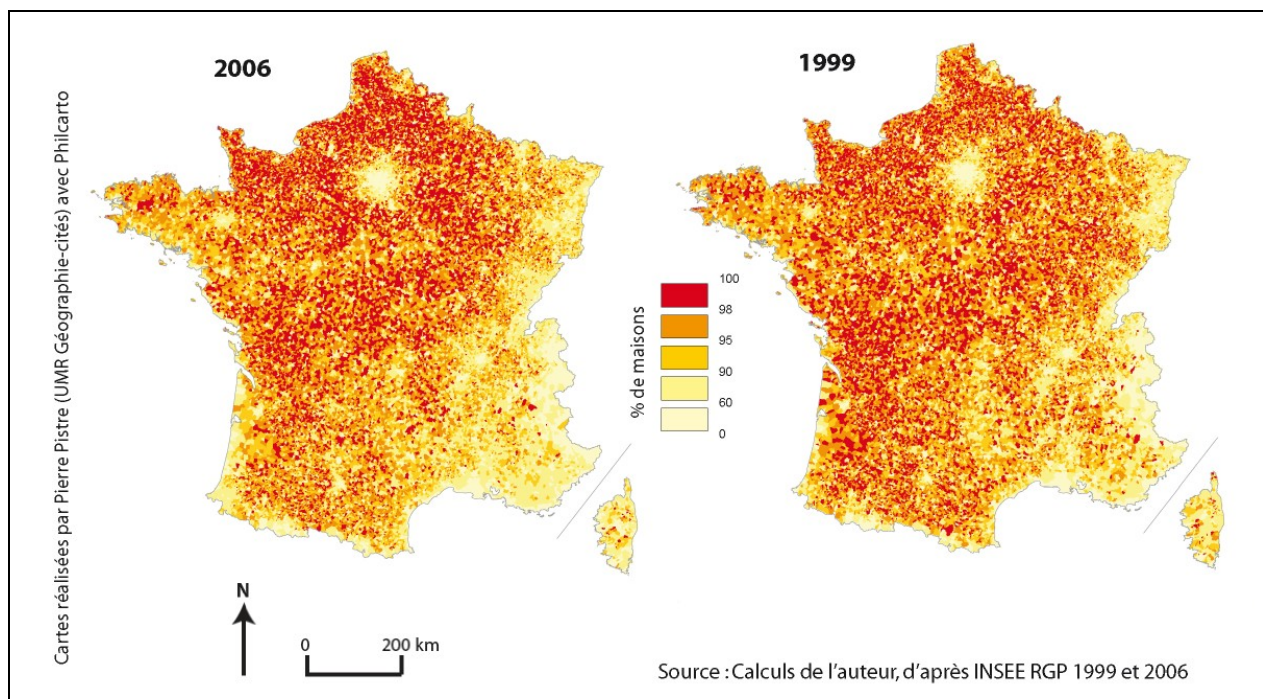 2006
1999
Cartes réalisées par Pierre Pistre (UMR Géographie-cités) avec Philcarto
% de maisons
100
98
95
90
60
0
N
0 200 km
Source : Calculs de l'auteur, d'après INSEE RGP 1999 et 2006